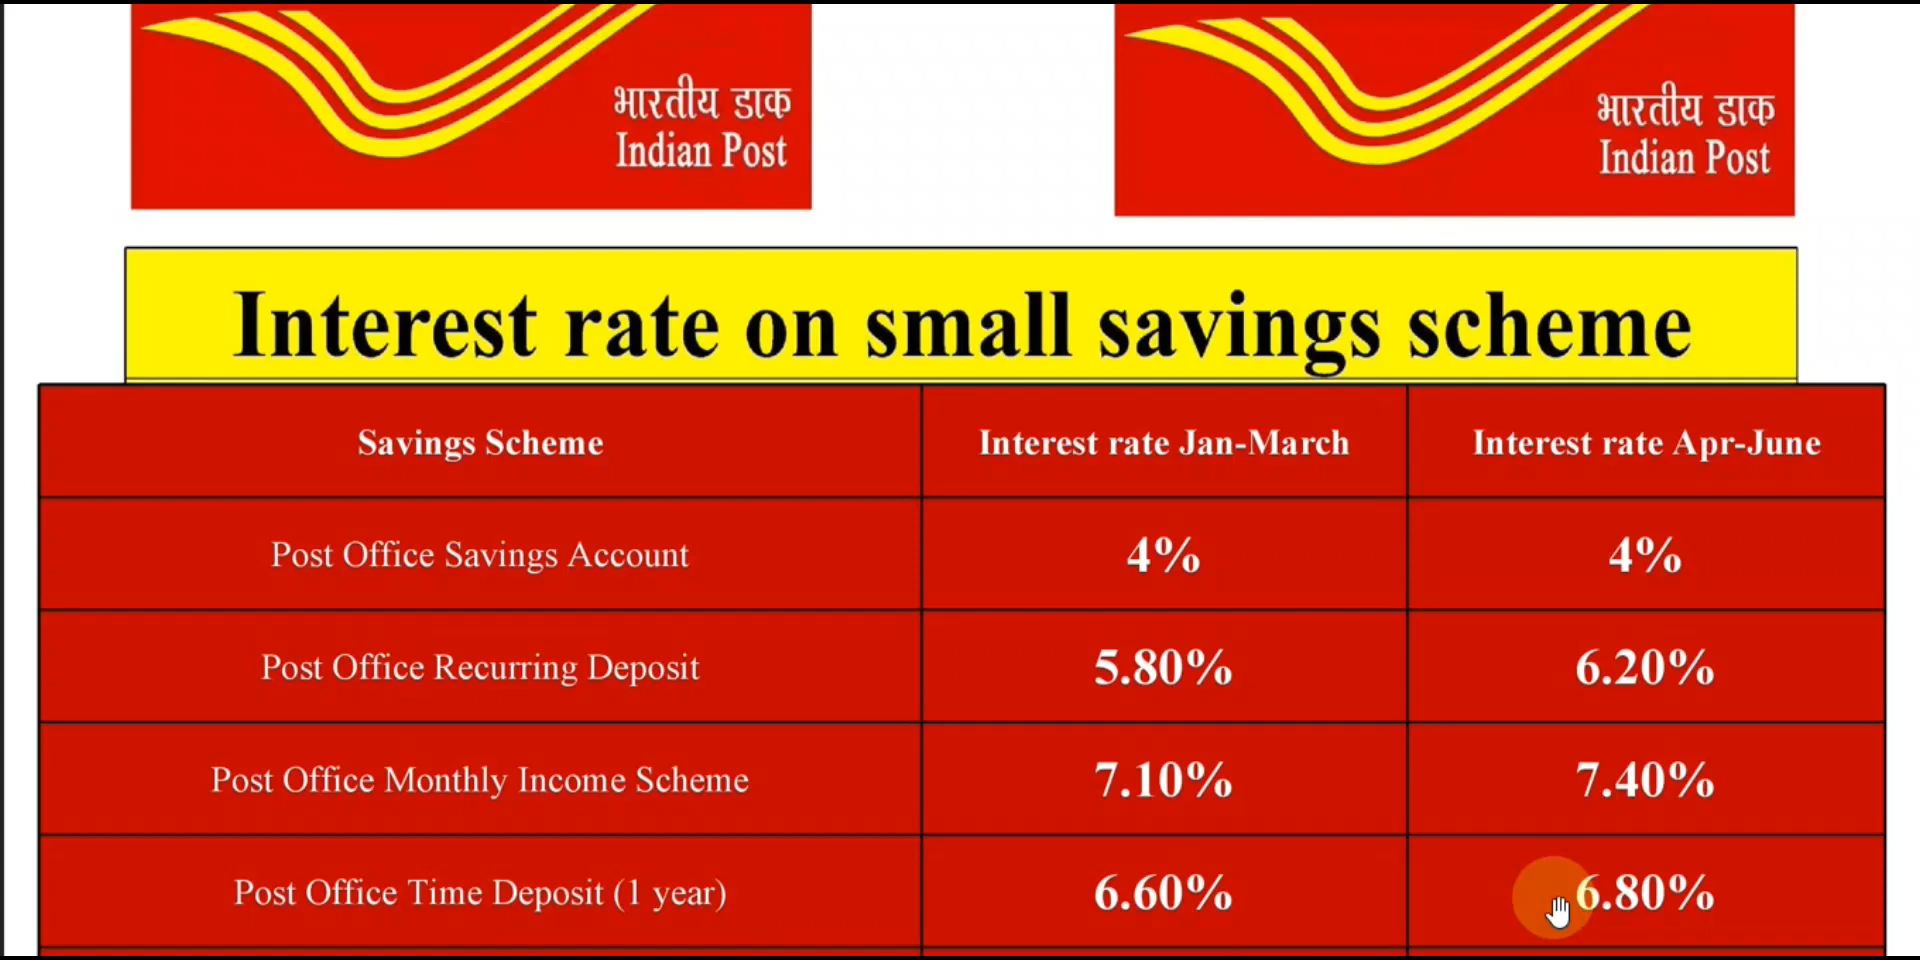 भारतीय डाक
Indian Post
भारतीय डाक
Indian Post
Interest rate on small savings scheme
Savings Scheme Interest rate Jan-March Interest rate Apr-June
Post Office Savings Account 4% 4%
Post Office Recurring Deposit 5.80% 6.20%
Post Office Monthly Income Scheme 7.10% 7.40%
Post Office Time Deposit (1 year) 6.60% 6.80%